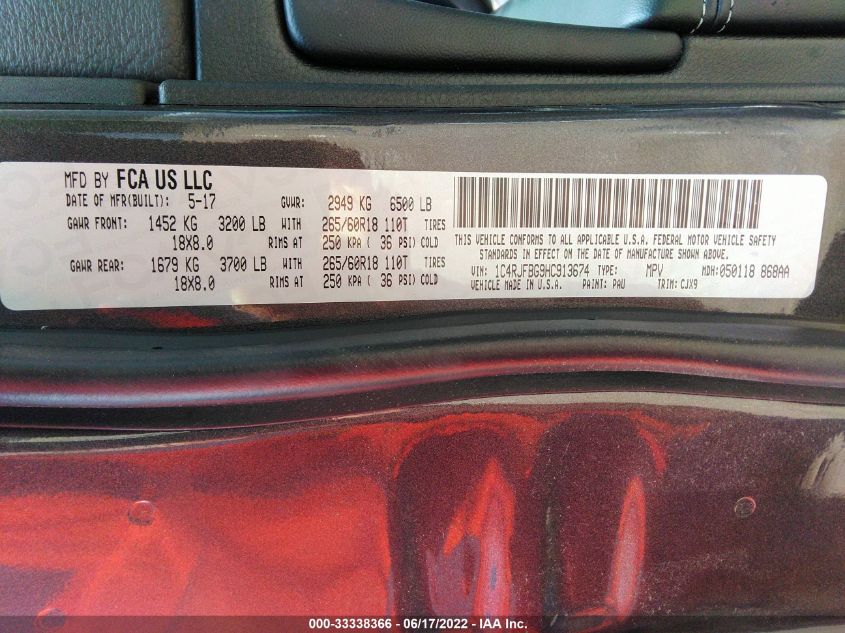 MFD BY FCA US LLC
DATE OF MFR(BUILT): 5-17 GVWR: 2949 KG 6500 LB
GAWR FRONT: 1452 KG 3200 LB WITH 265/60R18 110T TIRES
18X8.0 RIMS AT 250 KPA ( 36 PSI) COLD
GAWR REAR: 1679 KG 3700 LB WITH 265/60R18 110T TIRES
18X8.0 RIMS AT 250 KPA ( 36 PSI) COLD
THIS VEHICLE CONFORMS TO ALL APPLICABLE U.S.A. FEDERAL MOTOR VEHICLE SAFETY
STANDARDS IN EFFECT ON THE DATE OF MANUFACTURE SHOWN ABOVE.
VIN: 1C4RJFBG9HC913674 TYPE: MPV MDH:050118 868AA
VEHICLE MADE IN U.S.A. PAINT: PAU TRIM: CJX9
000-33338366 - 06/17/2022 - IAA Inc.